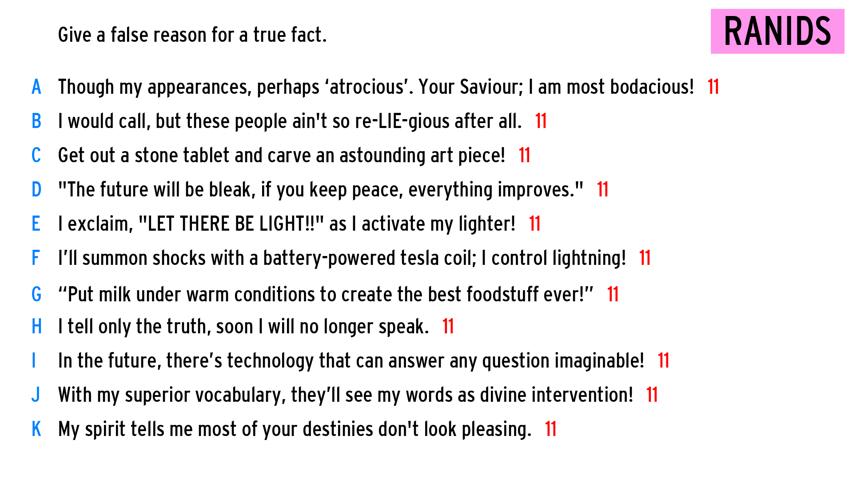 Give a false reason for a true fact.
RANIDS
A Though my appearances, perhaps ‘atrocious’. Your Saviour; I am most bodacious! 11
B I would call, but these people ain't so re-LIE-gious after all. 11
C Get out a stone tablet and carve an astounding art piece! 11
D "The future will be bleak, if you keep peace, everything improves." 11
E I exclaim, "LET THERE BE LIGHT!!" as I activate my lighter! 11
F I’ll summon shocks with a battery-powered tesla coil; I control lightning! 11
G “Put milk under warm conditions to create the best foodstuff ever!” 11
H I tell only the truth, soon I will no longer speak. 11
I In the future, there’s technology that can answer any question imaginable! 11
J With my superior vocabulary, they’ll see my words as divine intervention! 11
K My spirit tells me most of your destinies don't look pleasing. 11